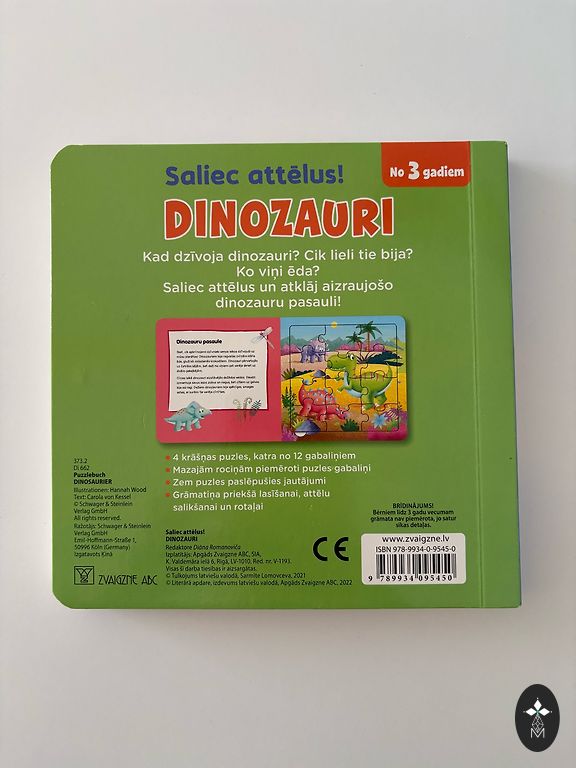 Saliec attēlus!
No 3 gadiem
DINOZAURI
Kad dzīvoja dinozauri? Cik lieli tie bija?
Ko viņi ēda?
Saliec attēlus un atklāj aizraujošo
dinozauru pasauli!
Dinozauru pasaule
• 4 krāšņas puzles, katra no 12 gabaliņiem
• Mazajām rociņām piemēroti puzles gabaliņi
• Zem puzles paslēpušies jautājumi
• Grāmatiņa priekšā lasīšanai, attēlu
salikšanai un rotaļai
373.2
Di 662
Puzzlebuch
DINOSAURIER
Illustrationen: Hannah Wood
Text: Carola von Kessel
© Schwager & Steinlein
Verlag GmbH
All rights reserved.
Ražotājs: Schwager & Steinlein
Verlag GmbH
Emil-Hoffmann-Straße 1,
50996 Köln (Germany)
Izgatavots Ķīnā
ZVAIGZNE ABC
Saliec attēlus!
DINOZAURI
Redaktore Diāna Romanoviča
Izplatītājs: Apgāds Zvaigzne ABC, SIA,
K. Valdemāra ielā 6, Rīgā, LV-1010. Red. nr. V-1193.
Visas šī darba tiesības ir aizsargātas.
© Tulkojums latviešu valodā, Sarmīte Lomovceva, 2021
© Literārā apdare, izdevums latviešu valodā, Apgāds Zvaigzne ABC, 2022
CE
BRĪDINĀJUMS!
Bērniem līdz 3 gadu vecumam
grāmata nav piemērota, jo satur
sīkas detaļas.
www.zvaigzne.lv
ISBN 978-9934-0-9545-0
9 789934 095450
M